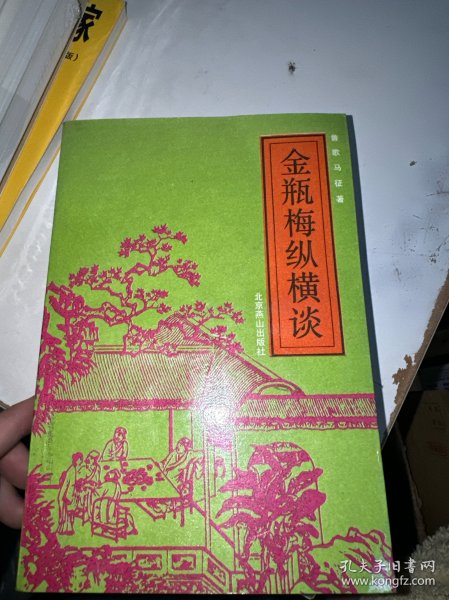 家
版）
鲁歌 马征 著
金瓶梅纵横谈
北京燕山出版社
孔夫子旧书网
www.kongfz.com